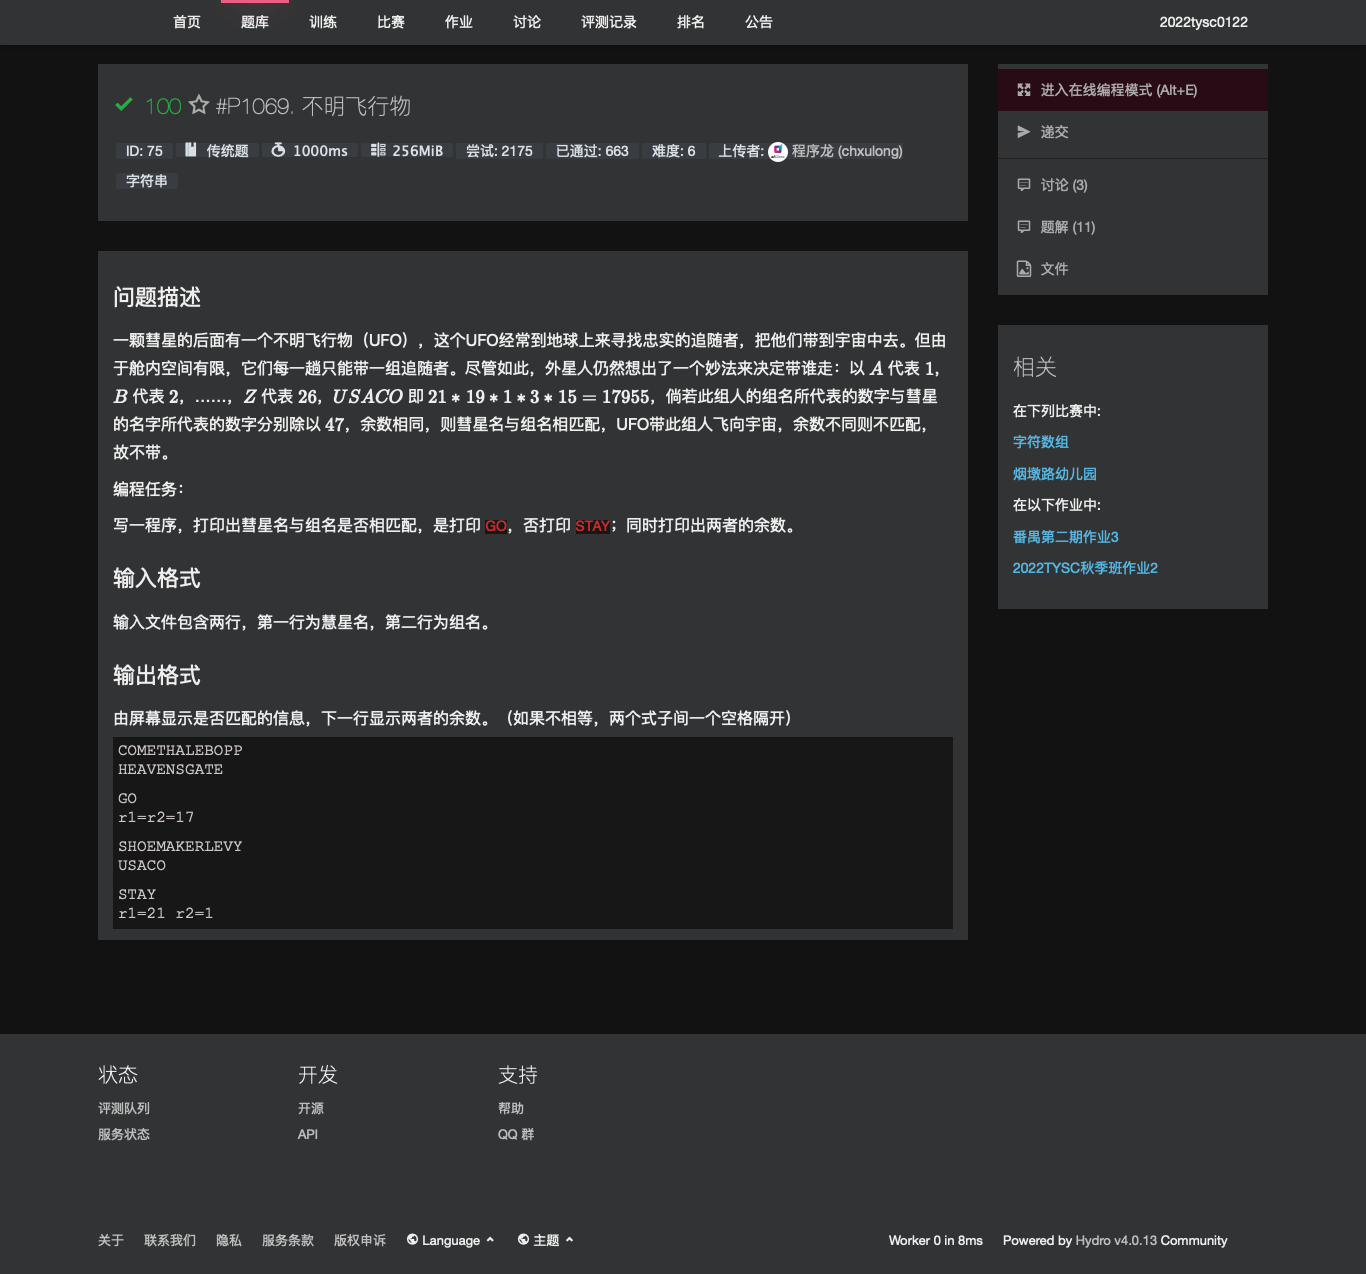 首页 题库 训练 比赛 作业 讨论 评测记录 排名 公告 2022tysc0122
100 #P1069. 不明飞行物
ID: 75 传统题 1000ms 256MiB 尝试: 2175 已通过: 663 难度: 6 上传者: 程序龙 (chxulong)
字符串
问题描述
一颗彗星的后面有一个不明飞行物（UFO），这个UFO经常到地球上来寻找忠实的追随者，把他们带到宇宙中去。但由
于舱内空间有限，它们每一趟只能带一组追随者。尽管如此，外星人仍然想出了一个妙法来决定带谁走：以 A 代表 1，
B 代表 2，……，Z 代表 26，USACO 即 21 * 19 * 1 * 3 * 15 = 17955，倘若此组人的组名所代表的数字与彗星
的名字所代表的数字分别除以 47，余数相同，则彗星名与组名相匹配，UFO带此组人飞向宇宙，余数不同则不匹配，
故不带。
编程任务：
写一程序，打印出彗星名与组名是否相匹配，是打印 GO，否打印 STAY；同时打印出两者的余数。
输入格式
输入文件包含两行，第一行为慧星名，第二行为组名。
输出格式
由屏幕显示是否匹配的信息，下一行显示两者的余数。（如果不相等，两个式子间一个空格隔开）
COMETHALEBOPP
HEAVENSGATE
GO
r1=r2=17
SHOEMAKERLEVY
USACO
STAY
r1=21 r2=1
进入在线编程模式 (Alt+E)
递交
讨论 (3)
题解 (11)
文件
相关
在下列比赛中:
字符数组
烟墩路幼儿园
在以下作业中:
番禺第二期作业3
2022TYSC秋季班作业2
状态
评测队列
服务状态
开发
开源
API
支持
帮助
QQ 群
关于 联系我们 隐私 服务条款 版权申诉 Language 主题 Worker 0 in 8ms Powered by Hydro v4.0.13 Community